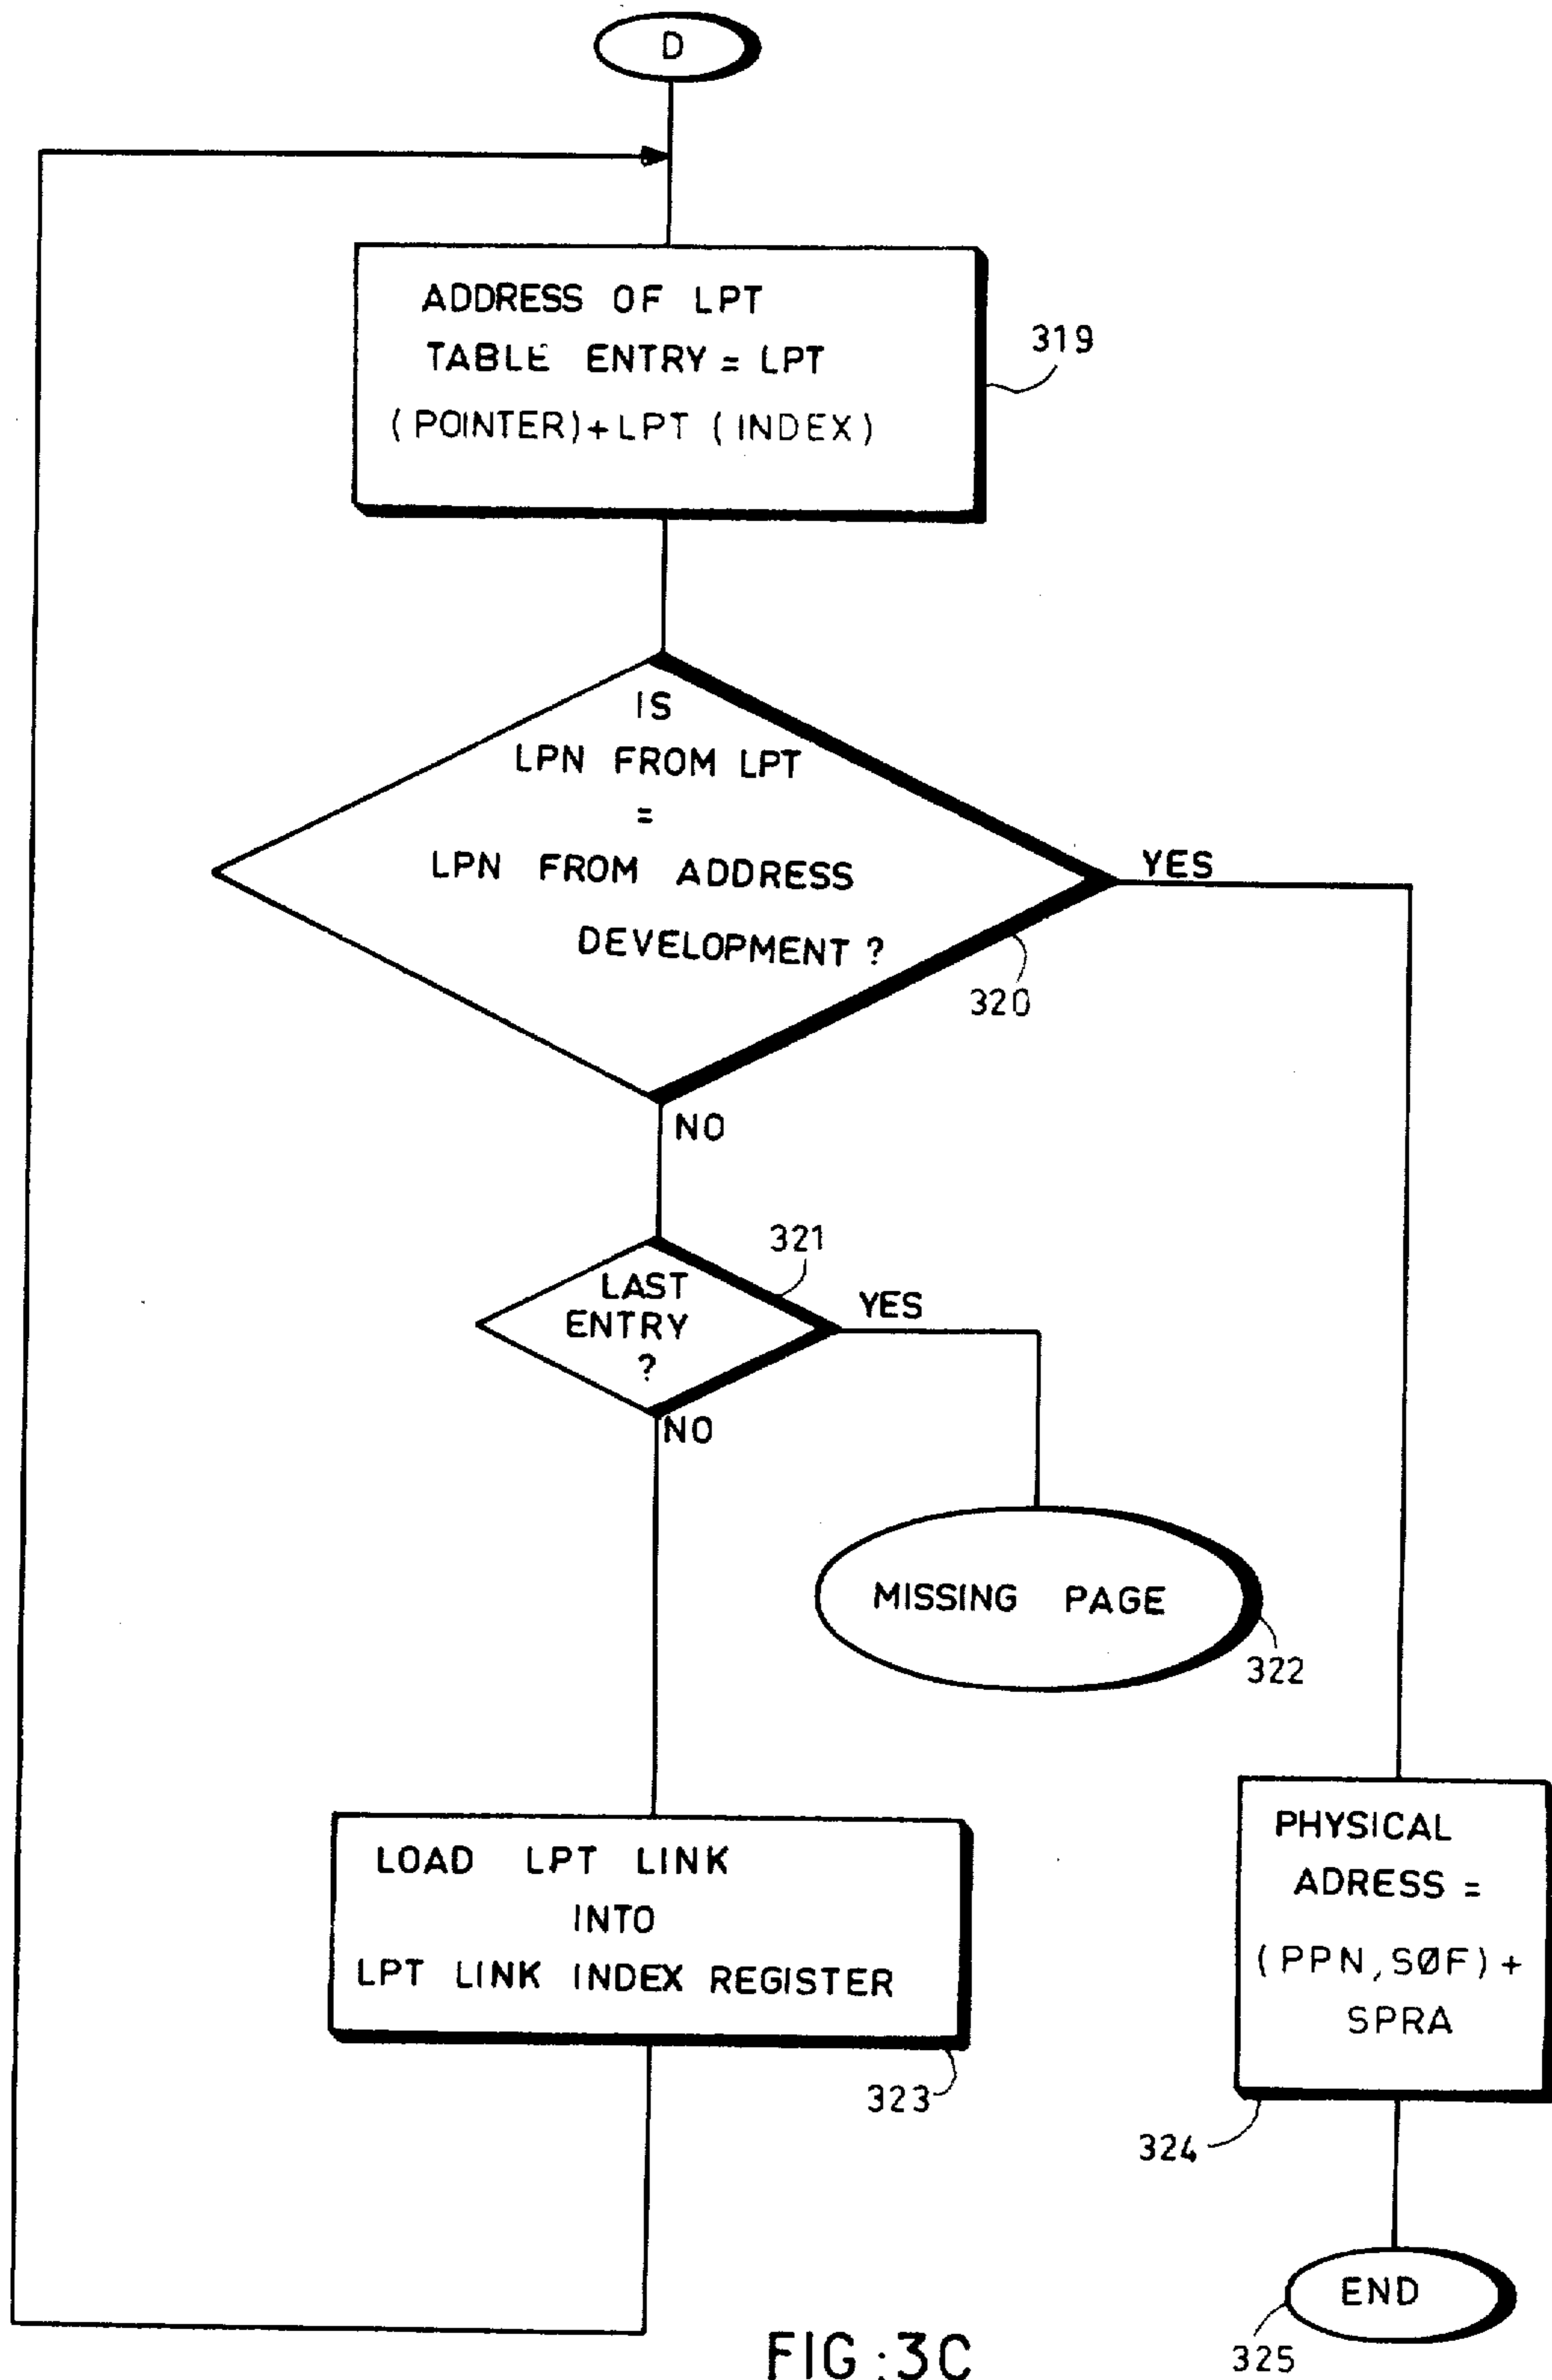 D
ADDRESS OF LPT
TABLE ENTRY = LPT
(POINTER)+LPT (INDEX)
319
IS
LPN FROM LPT
=
LPN FROM ADDRESS
DEVELOPMENT ?
YES
320
NO
321
LAST
ENTRY
?
YES
NO
MISSING PAGE
322
LOAD LPT LINK
INTO
LPT LINK INDEX REGISTER
323
PHYSICAL
ADRESS =
(PPN,SØF)+
SPRA
324
END
325
FIG:3C